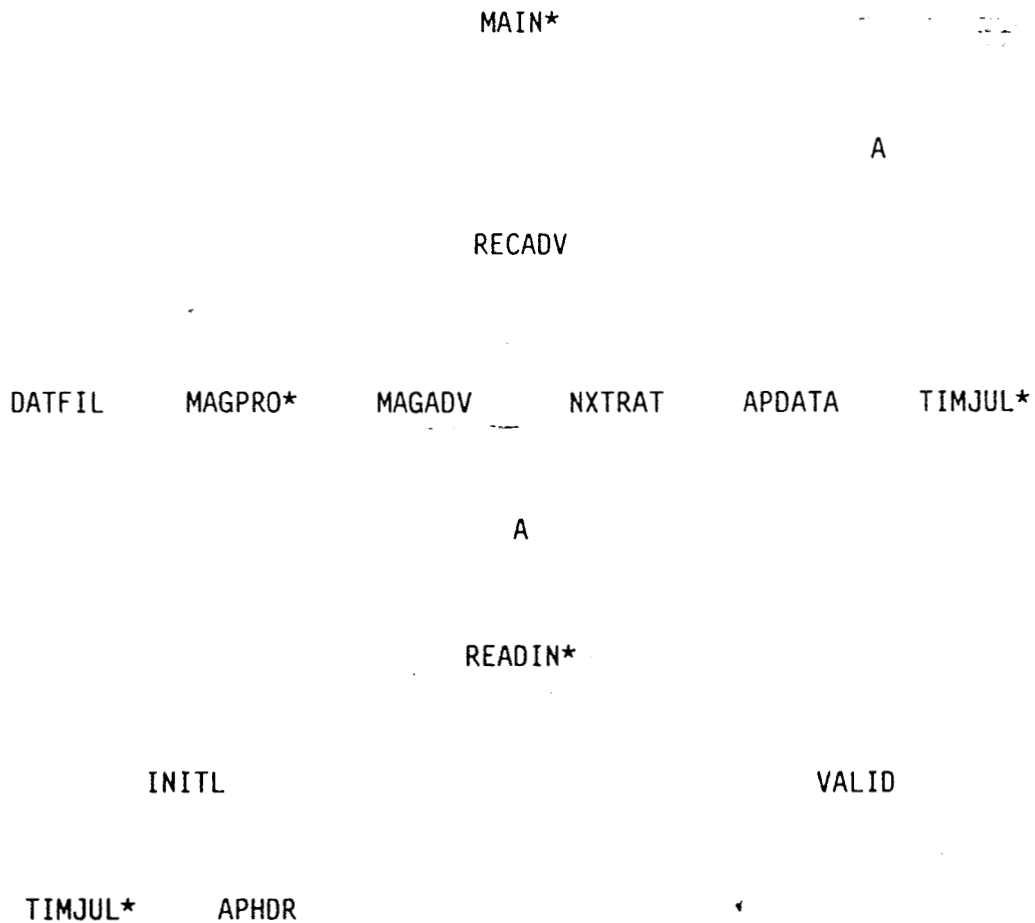 MAIN*
A
RECADV
DATFIL MAGPRO* MAGADV NXTRAT APDATA TIMJUL*
A
READIN*
INITL VALID
TIMJUL* APHDR